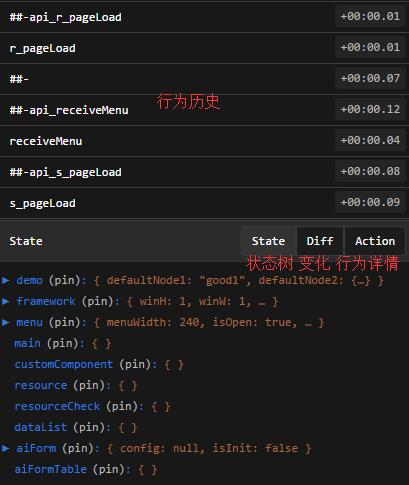 ##-api_r_pageLoad +00:00.01
r_pageLoad +00:00.01
##- +00:00.07
行为历史
##-api_receiveMenu +00:00.12
receiveMenu +00:00.04
##-api_s_pageLoad +00:00.08
s_pageLoad +00:00.09
State State Diff Action
状态树 变化 行为详情
▶ demo (pin): { defaultNode1: "good1", defaultNode2: {…} }
▶ framework (pin): { winH: 1, winW: 1, … }
▶ menu (pin): { menuWidth: 240, isOpen: true, … }
main (pin): { }
customComponent (pin): { }
resource (pin): { }
resourceCheck (pin): { }
dataList (pin): { }
▶ aiForm (pin): { config: null, isInit: false }
aiFormTable (pin): { }